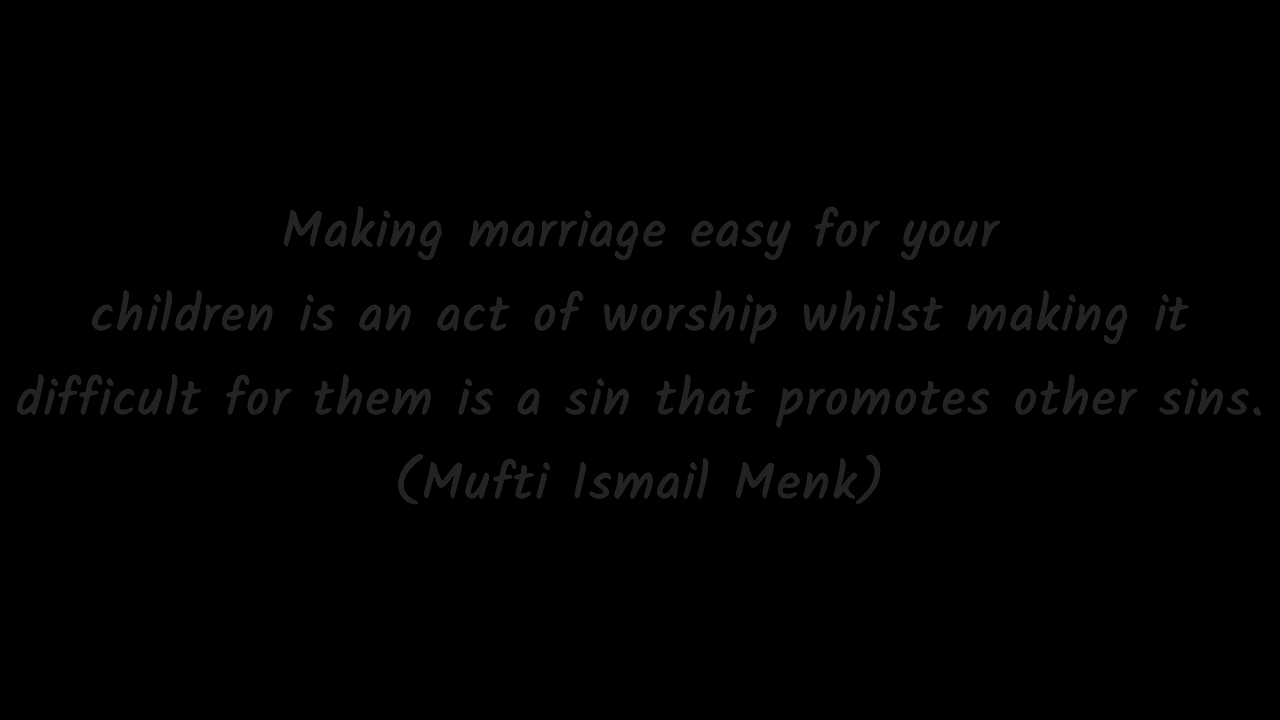 Making marriage easy for your
children is an act of worship whilst making it
difficult for them is a sin that promotes other sins.
(Mufti Ismail Menk)